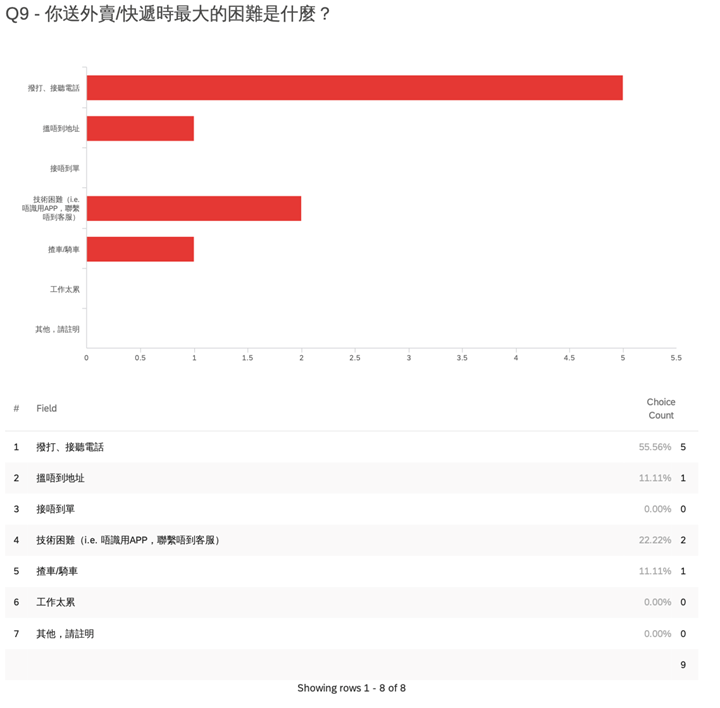 Q9 - 你送外賣/快遞時最大的困難是什麼？
撥打、接聽電話
搵唔到地址
接唔到單
技術困難（i.e.
唔識用APP，聯繫
唔到客服）
揸車/騎車
工作太累
其他，請註明
0 0.5 1 1.5 2 2.5 3 3.5 4 4.5 5 5.5
# Field Choice
Count
1 撥打、接聽電話 55.56% 5
2 搵唔到地址 11.11% 1
3 接唔到單 0.00% 0
4 技術困難（i.e. 唔識用APP，聯繫唔到客服） 22.22% 2
5 揸車/騎車 11.11% 1
6 工作太累 0.00% 0
7 其他，請註明 0.00% 0
9
Showing rows 1 - 8 of 8